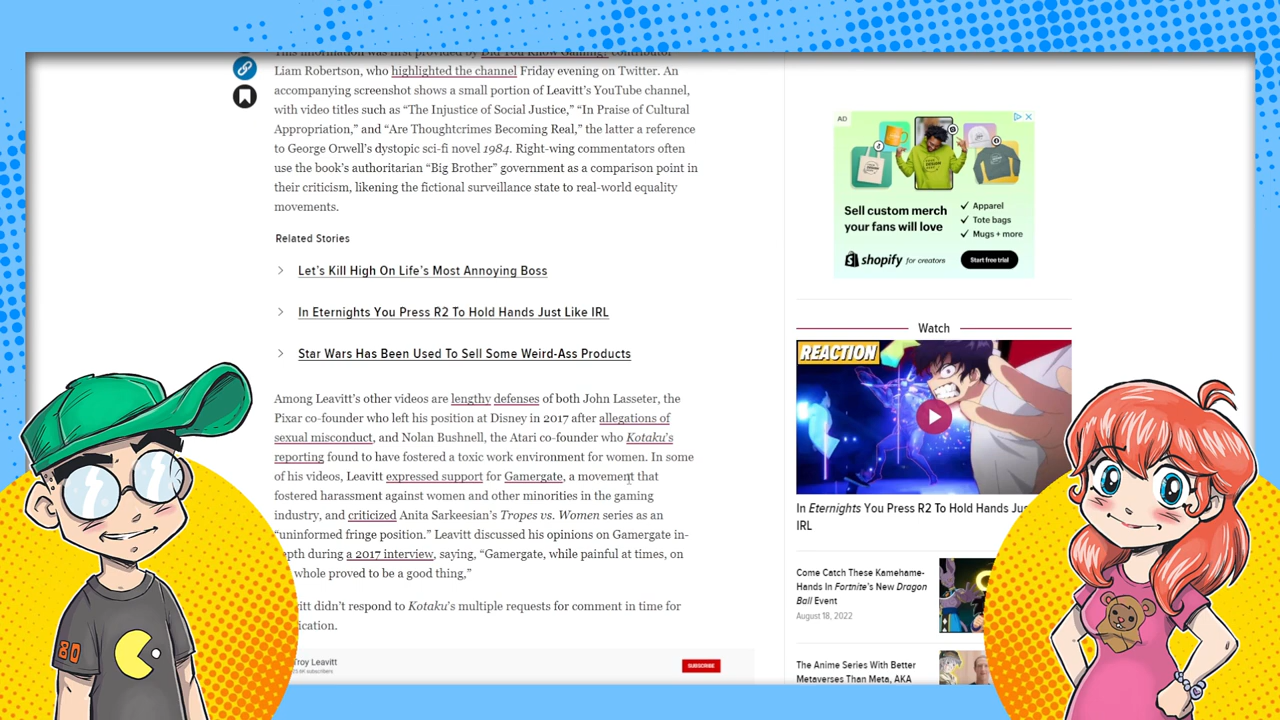 This information was first provided by Did You Know Gaming? contributor
Liam Robertson, who highlighted the channel Friday evening on Twitter. An
accompanying screenshot shows a small portion of Leavitt's YouTube channel,
with video titles such as “The Injustice of Social Justice,” “In Praise of Cultural
Appropriation,” and “Are Thoughtcrimes Becoming Real,” the latter a reference
to George Orwell's dystopic sci-fi novel 1984. Right-wing commentators often
use the book's authoritarian “Big Brother” government as a comparison point in
their criticism, likening the fictional surveillance state to real-world equality
movements.
Related Stories
Let's Kill High On Life's Most Annoying Boss
In Eternights You Press R2 To Hold Hands Just Like IRL
Star Wars Has Been Used To Sell Some Weird-Ass Products
Among Leavitt's other videos are lengthy defenses of both John Lasseter, the
Pixar co-founder who left his position at Disney in 2017 after allegations of
sexual misconduct, and Nolan Bushnell, the Atari co-founder who Kotaku's
reporting found to have fostered a toxic work environment for women. In some
of his videos, Leavitt expressed support for Gamergate, a movement that
fostered harassment against women and other minorities in the gaming
industry, and criticized Anita Sarkeesian's Tropes vs. Women series as an
“uninformed fringe position.” Leavitt discussed his opinions on Gamergate in-
epth during a 2017 interview, saying, “Gamergate, while painful at times, on
whole proved to be a good thing,”
itt didn't respond to Kotaku's multiple requests for comment in time for
ication.
Troy Leavitt
SUBSCRIBE
AD
Sell custom merch
your fans will love
✓ Apparel
✓ Tote bags
✓ Mugs + more
shopify for creators
Start free trial
Watch
REACTION
In Eternights You Press R2 To Hold Hands Jus
IRL
Come Catch These Kamehame-
Hands In Fortnite's New Dragon
Ball Event
August 18, 2022
The Anime Series With Better
Metaverses Than Meta, AKA
80